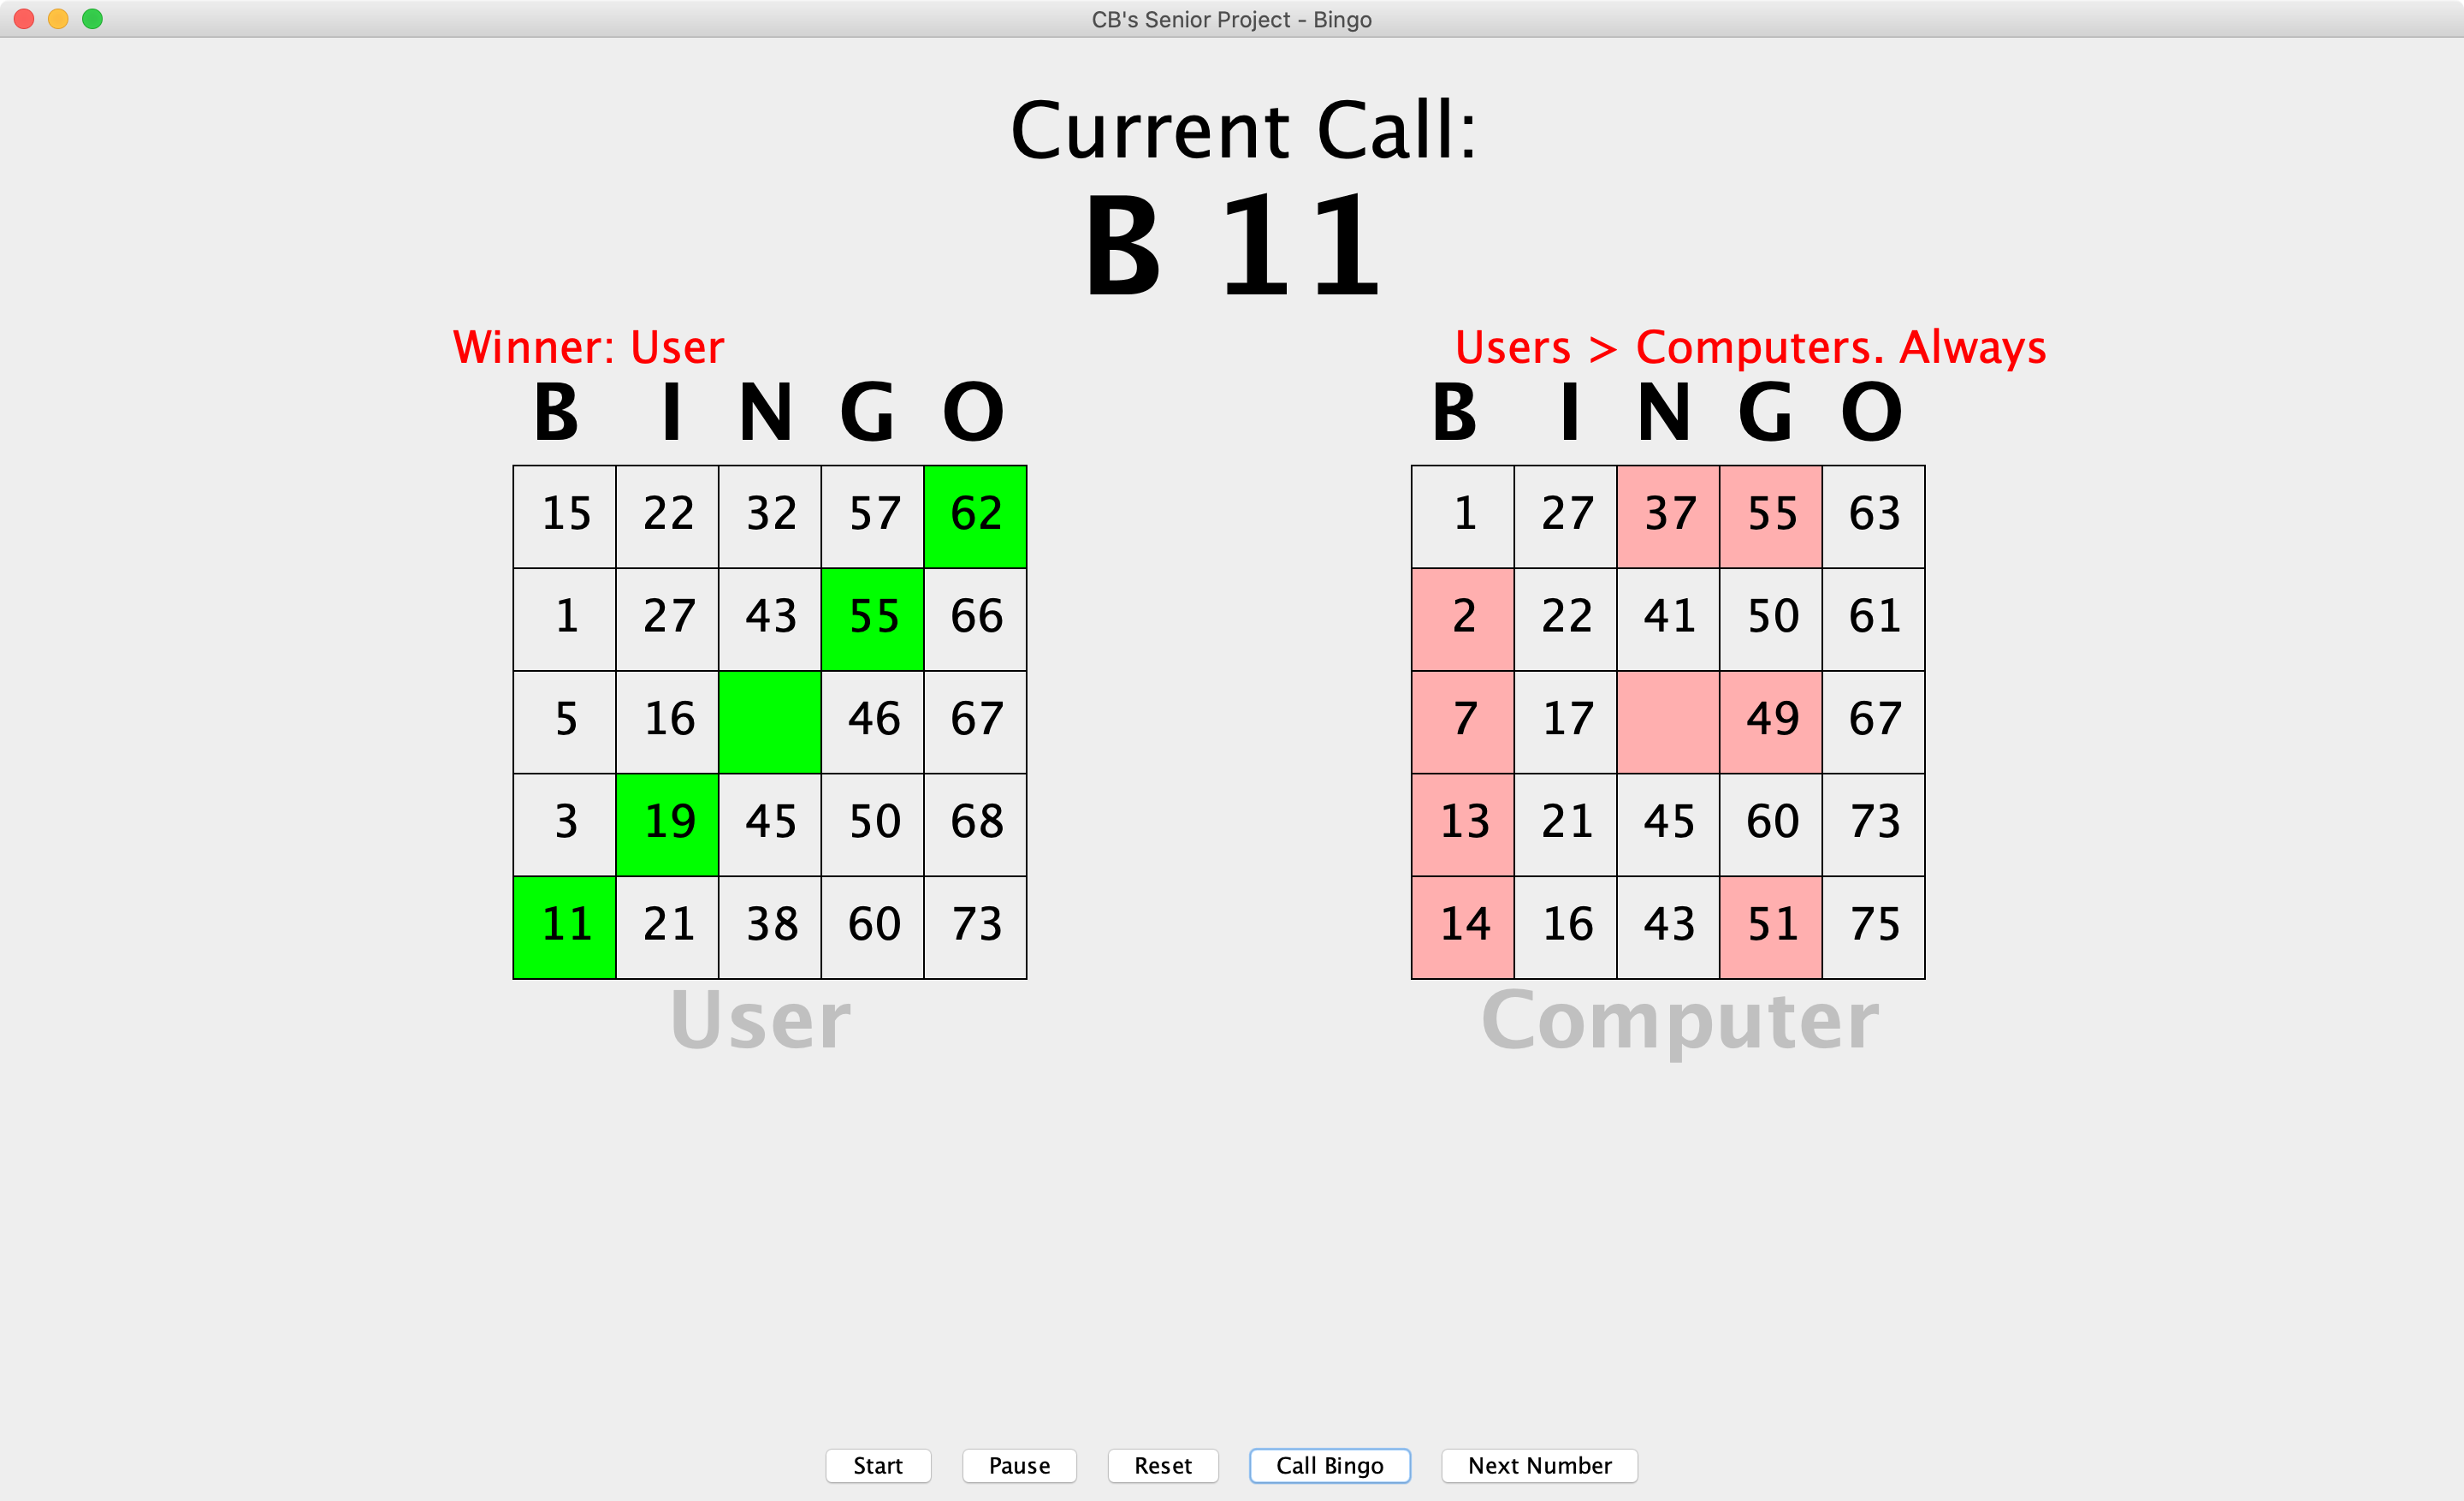 CB's Senior Project - Bingo
Current Call:
B 11
Winner: User
Users > Computers. Always
B I N G O
15 22 32 57 62
1 27 43 55 66
5 16 46 67
3 19 45 50 68
11 21 38 60 73
User
B I N G O
1 27 37 55 63
2 22 41 50 61
7 17 49 67
13 21 45 60 73
14 16 43 51 75
Computer
Start Pause Reset Call Bingo Next Number